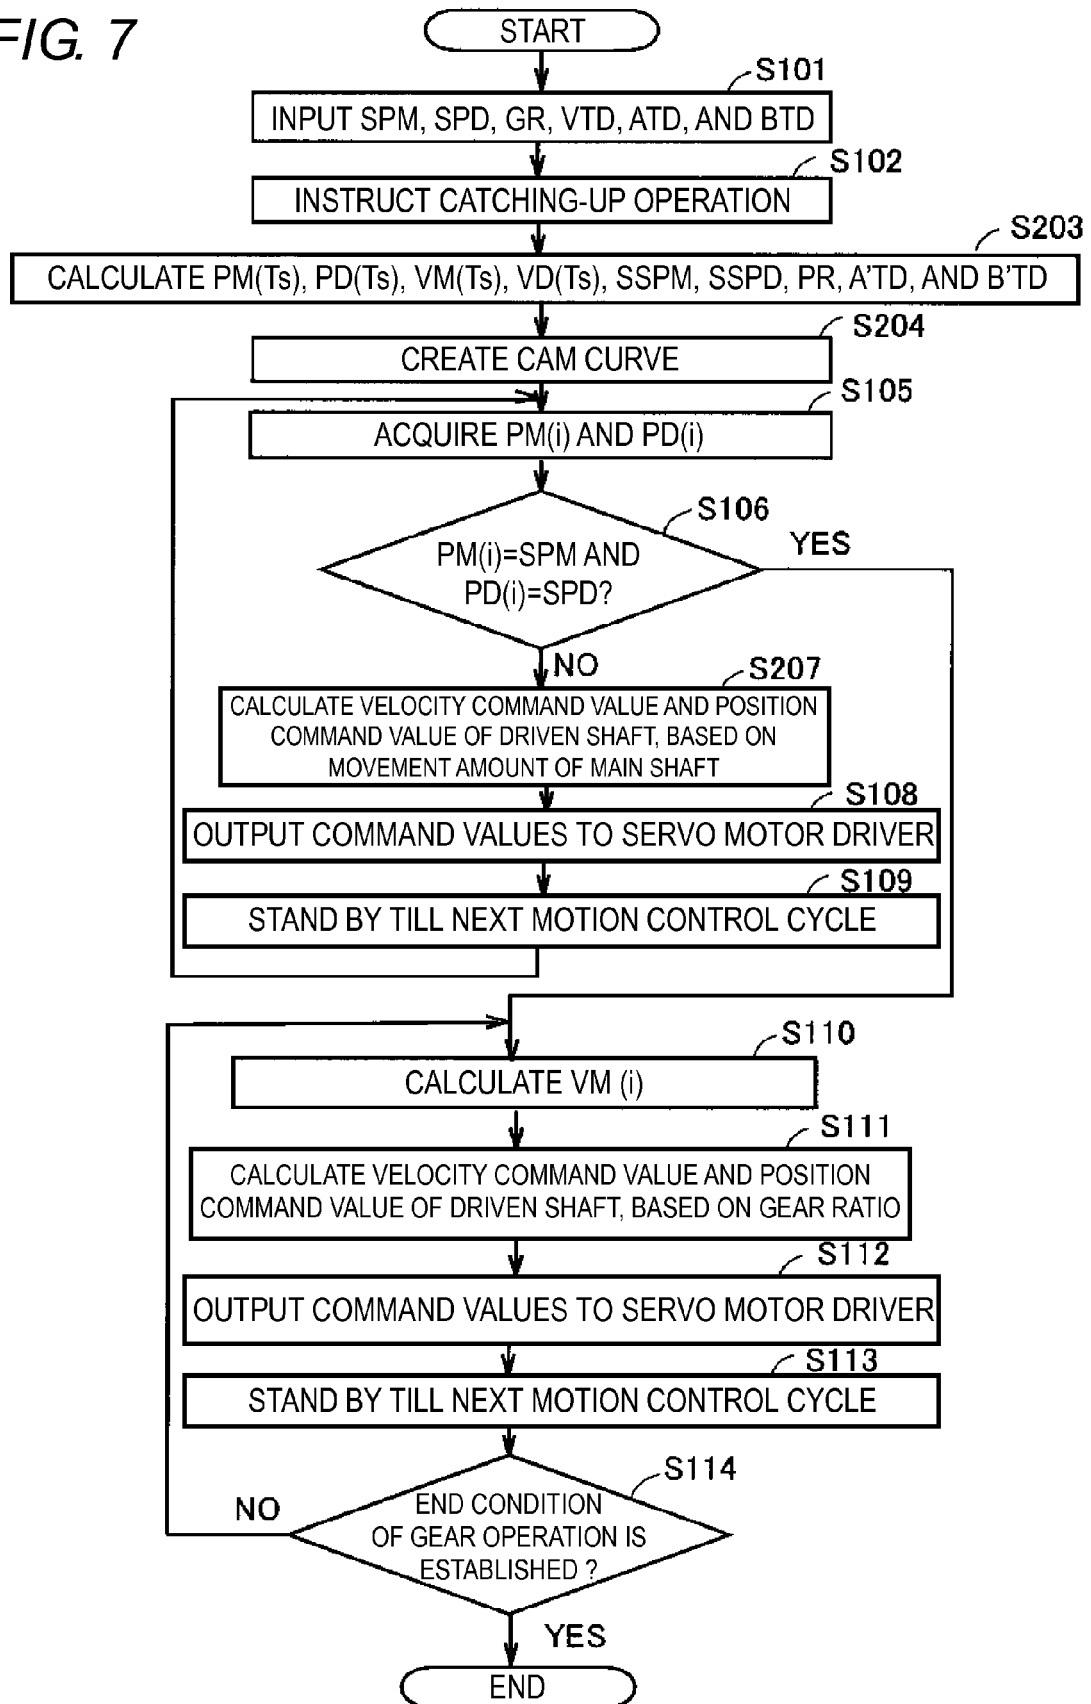 FIG. 7
START
S101
INPUT SPM, SPD, GR, VTD, ATD, AND BTD
S102
INSTRUCT CATCHING-UP OPERATION
S203
CALCULATE PM(Ts), PD(Ts), VM(Ts), VD(Ts), SSPM, SSPD, PR, A'TD, AND B'TD
S204
CREATE CAM CURVE
S105
ACQUIRE PM(i) AND PD(i)
S106
PM(i)=SPM AND
PD(i)=SPD?
YES
NO
S207
CALCULATE VELOCITY COMMAND VALUE AND POSITION
COMMAND VALUE OF DRIVEN SHAFT, BASED ON
MOVEMENT AMOUNT OF MAIN SHAFT
S108
OUTPUT COMMAND VALUES TO SERVO MOTOR DRIVER
S109
STAND BY TILL NEXT MOTION CONTROL CYCLE
S110
CALCULATE VM (i)
S111
CALCULATE VELOCITY COMMAND VALUE AND POSITION
COMMAND VALUE OF DRIVEN SHAFT, BASED ON GEAR RATIO
S112
OUTPUT COMMAND VALUES TO SERVO MOTOR DRIVER
S113
STAND BY TILL NEXT MOTION CONTROL CYCLE
S114
END CONDITION
OF GEAR OPERATION IS
ESTABLISHED ?
NO
YES
END